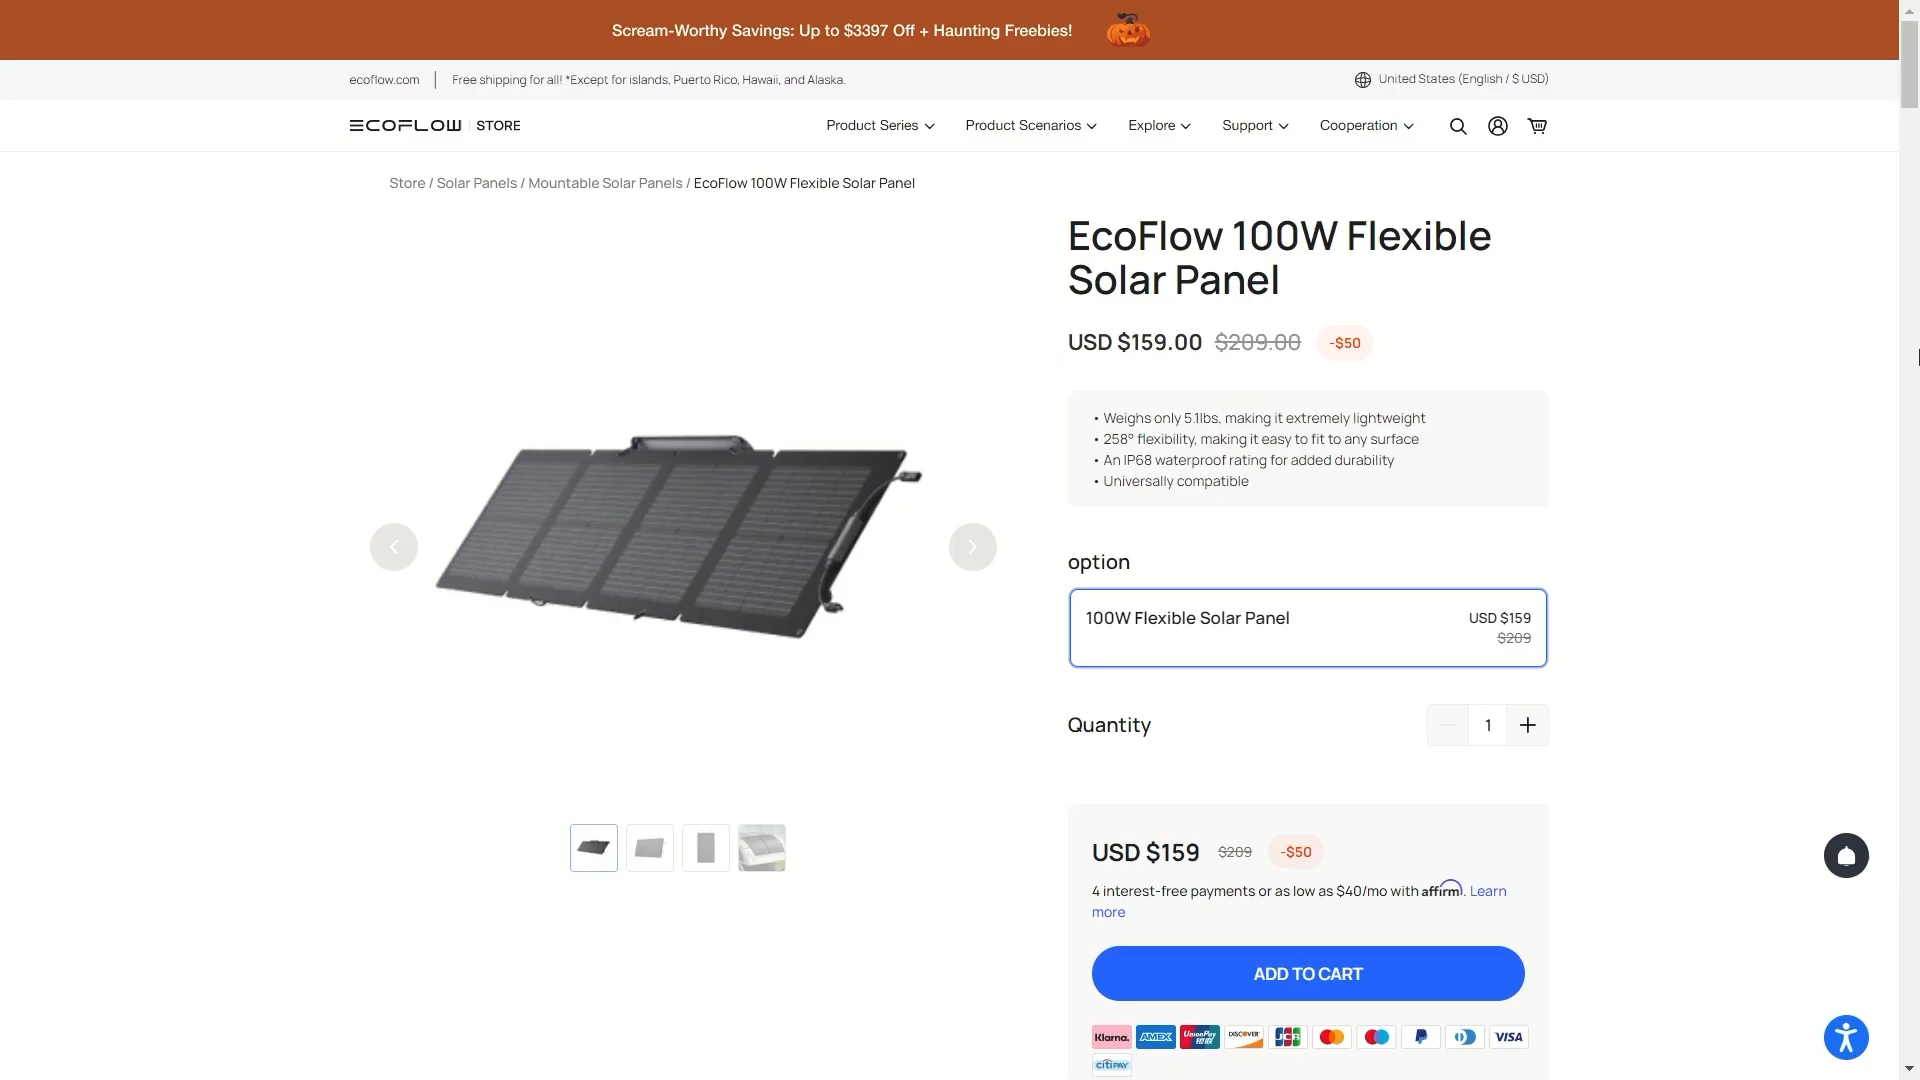 Scream-Worthy Savings: Up to $3397 Off + Haunting Freebies!
ecoflow.com
Free shipping for all! *Except for islands, Puerto Rico, Hawaii, and Alaska.
United States (English / $ USD)
ECOFLOW STORE
Product Series
Product Scenarios
Explore
Support
Cooperation
Store / Solar Panels / Mountable Solar Panels / EcoFlow 100W Flexible Solar Panel
EcoFlow 100W Flexible
Solar Panel
USD $159.00 $209.00 -$50
• Weighs only 5.1lbs, making it extremely lightweight
• 258° flexibility, making it easy to fit to any surface
• An IP68 waterproof rating for added durability
• Universally compatible
option
100W Flexible Solar Panel
USD $159
$209
Quantity
1
USD $159 $209 -$50
4 interest-free payments or as low as $40/mo with affirm. Learn
more
ADD TO CART
Klarna. AMEX UnionPay 银联 DISCOVER JCB VISA
citiPAY